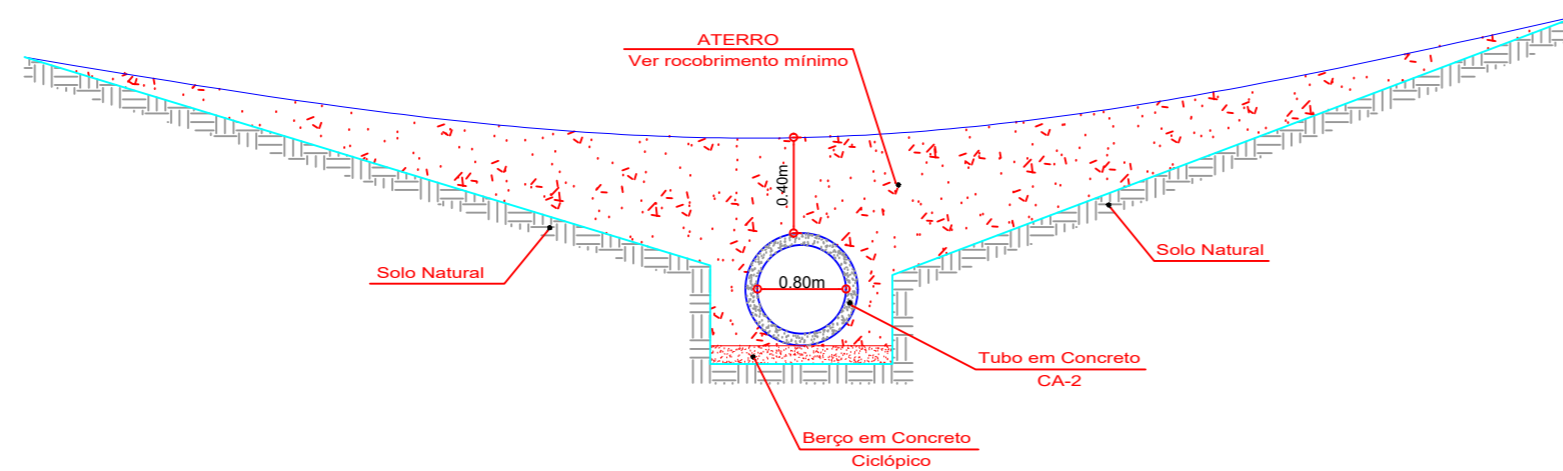 ATERRO
Ver rocobrimento mínimo
0.40m
Solo Natural
0.80m
Solo Natural
Tubo em Concreto
CA-2
Berço em Concreto
Ciclópico